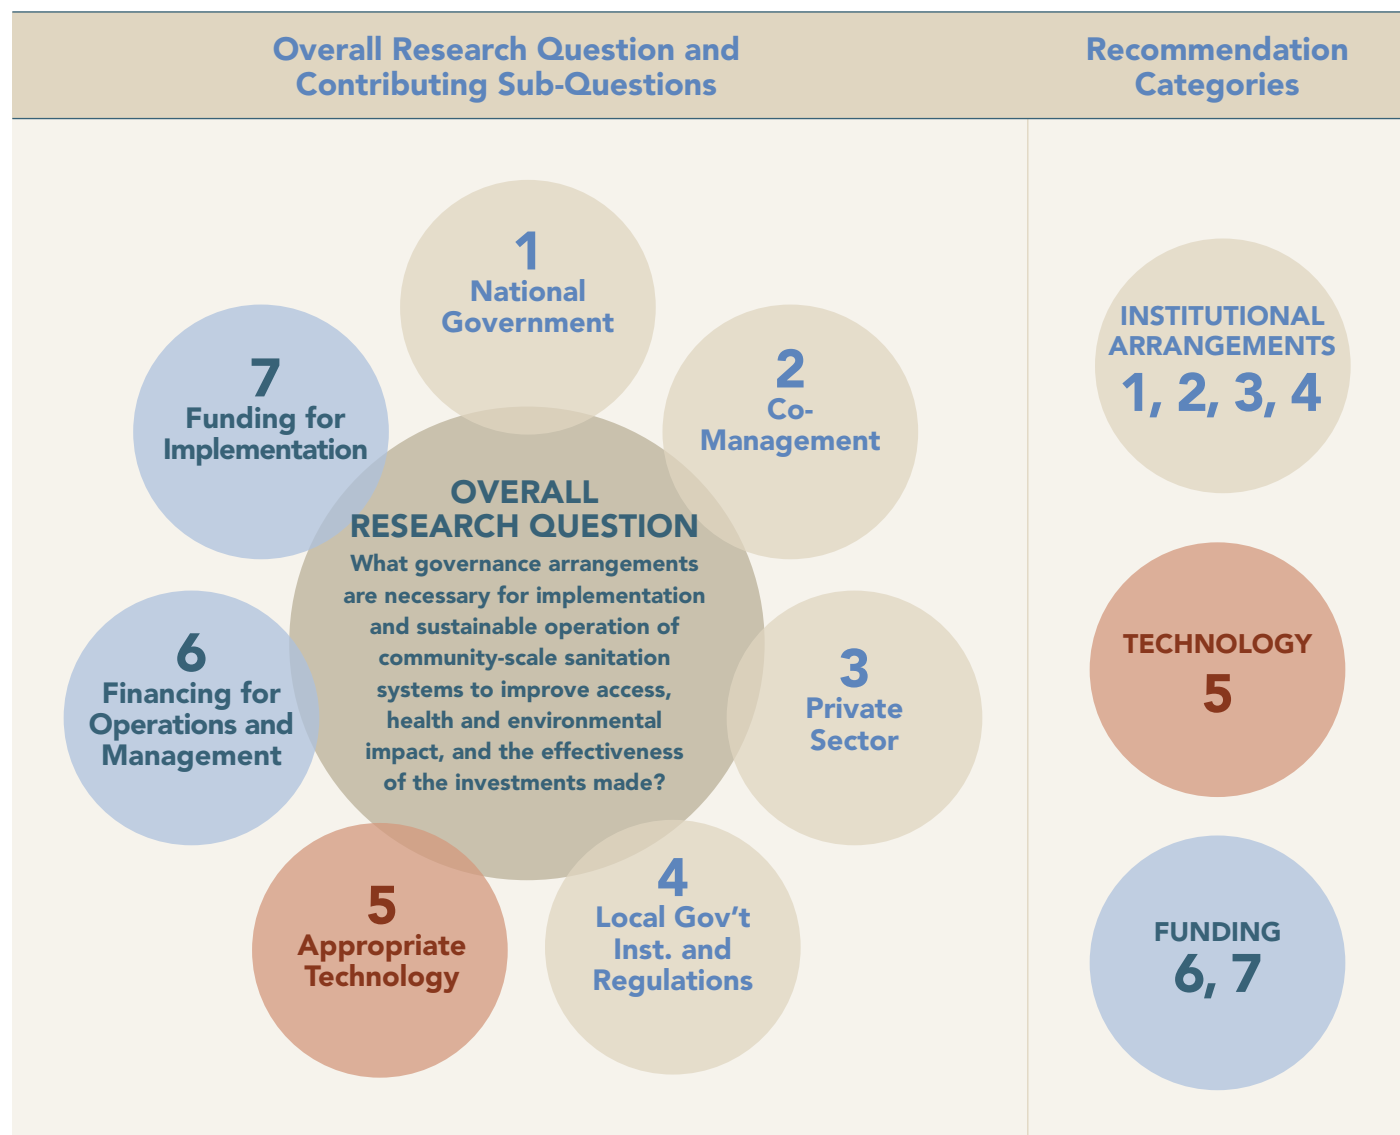 Overall Research Question and
Contributing Sub-Questions
Recommendation
Categories
1
National
Government
2
Co-
Management
3
Private
Sector
4
Local Gov’t
Inst. and
Regulations
5
Appropriate
Technology
6
Financing for
Operations and
Management
7
Funding for
Implementation
OVERALL
RESEARCH QUESTION
What governance arrangements
are necessary for implementation
and sustainable operation of
community-scale sanitation
systems to improve access,
health and environmental
impact, and the effectiveness
of the investments made?
INSTITUTIONAL
ARRANGEMENTS
1, 2, 3, 4
TECHNOLOGY
5
FUNDING
6, 7